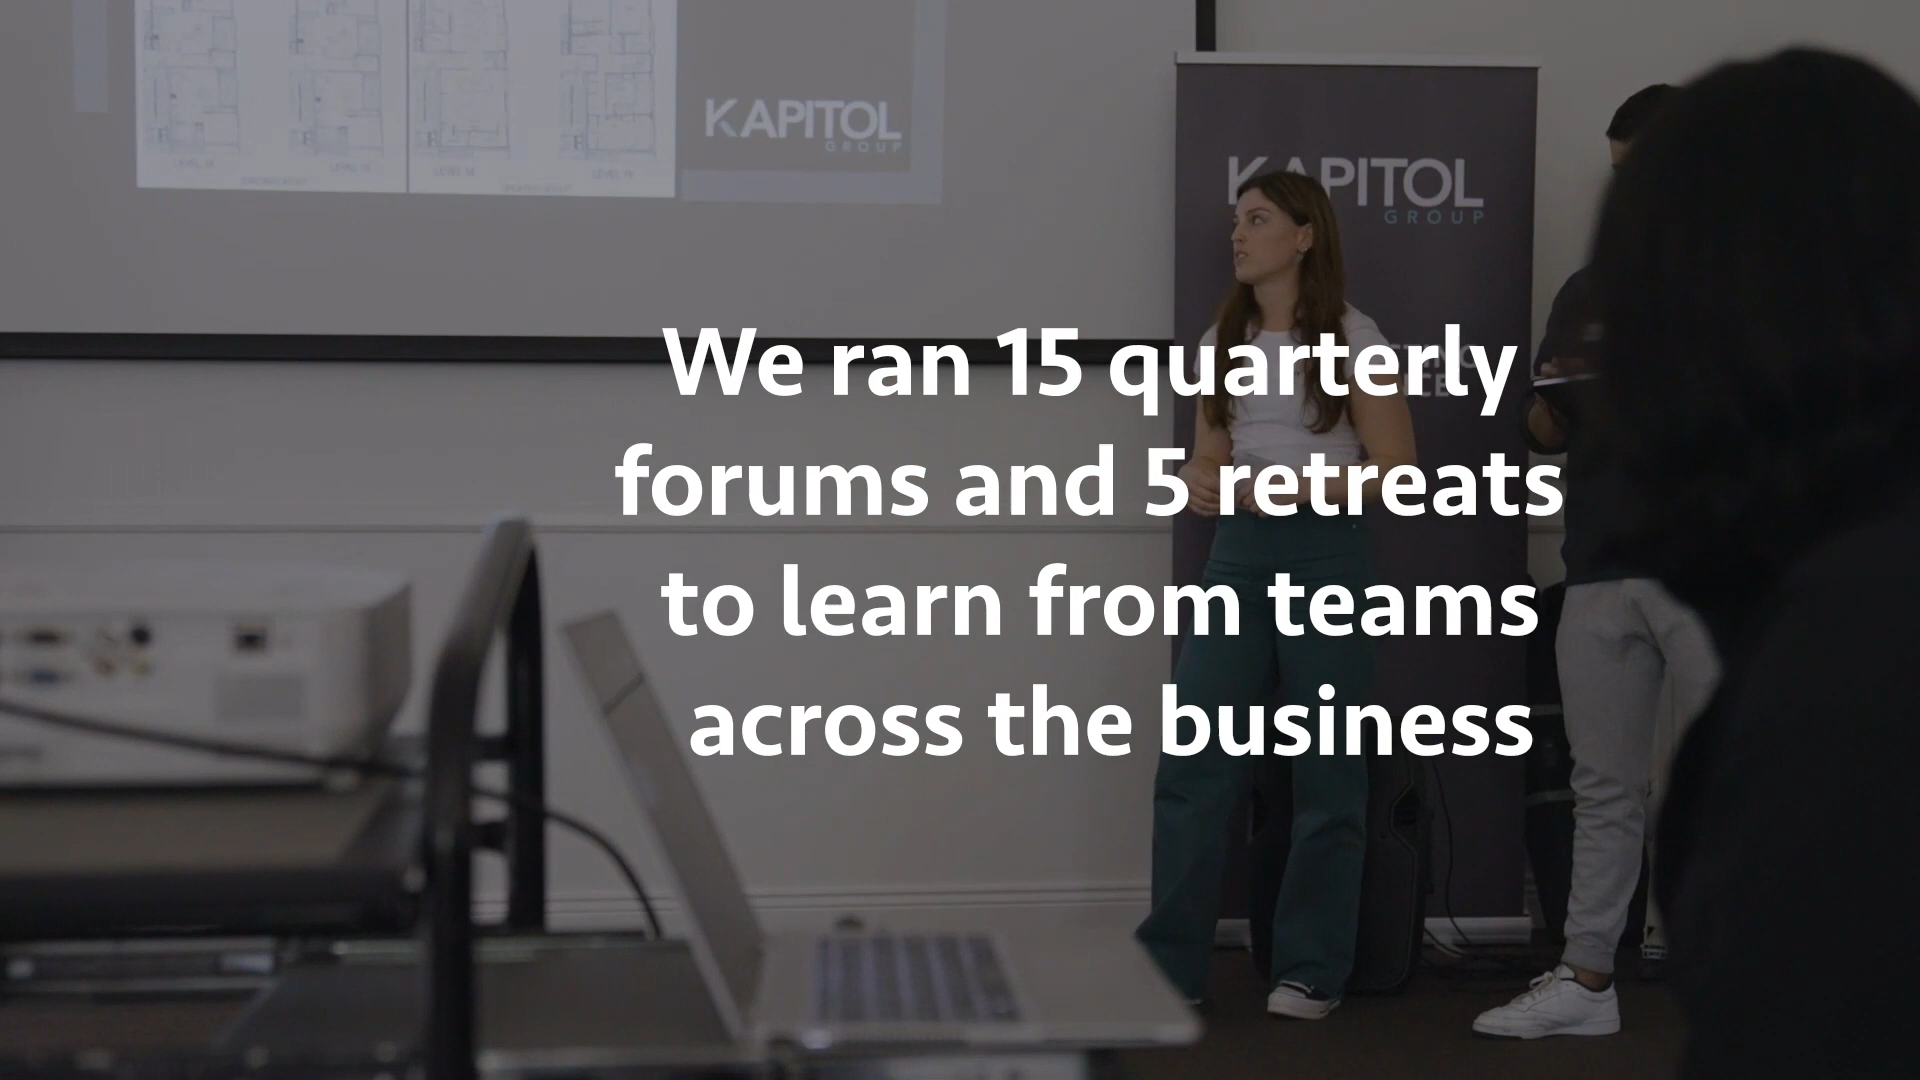 KAPITOL
GROUP
KAPITOL
GROUP
We ran 15 quarterly
forums and 5 retreats
to learn from teams
across the business